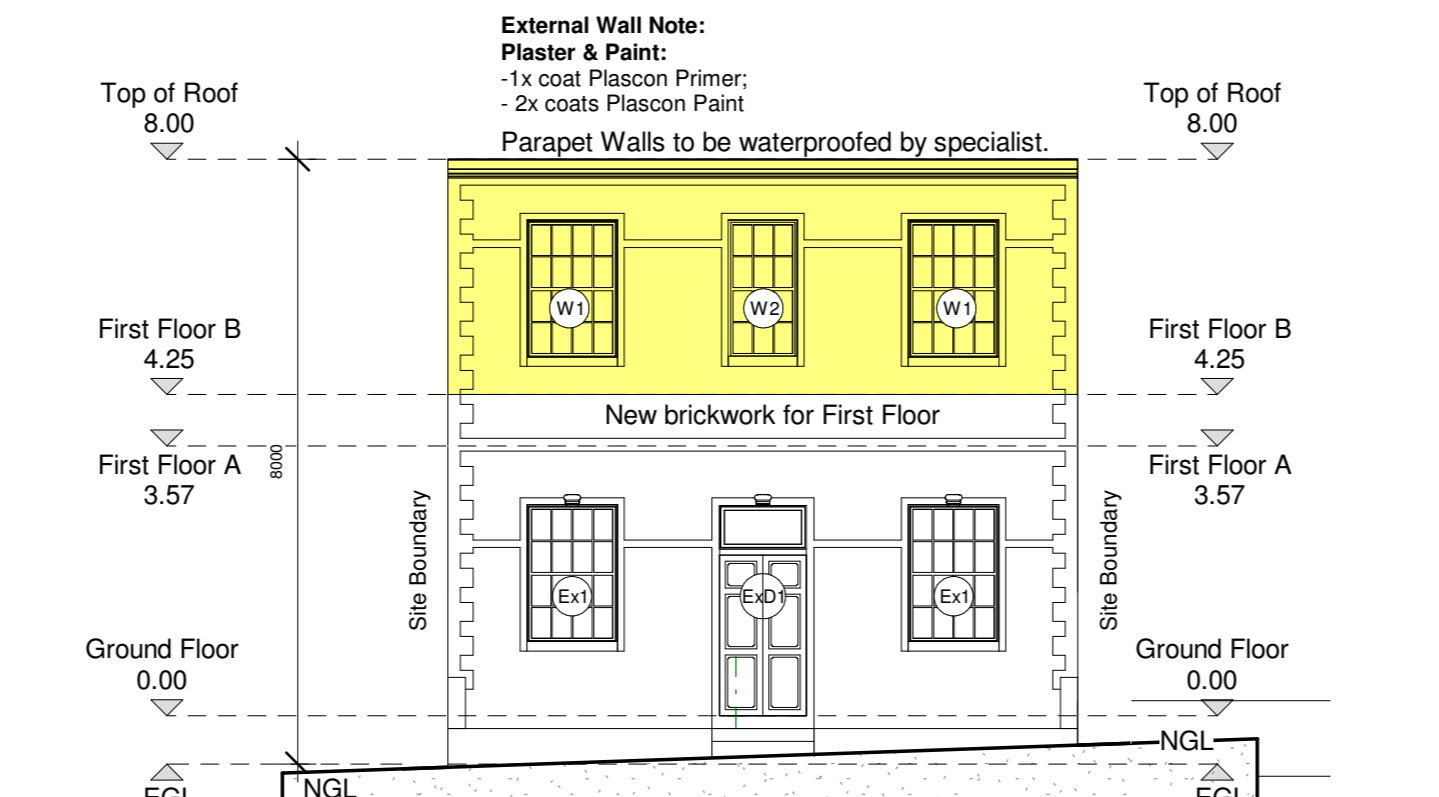 External Wall Note:
Plaster & Paint:
-1x coat Plascon Primer;
- 2x coats Plascon Paint
Parapet Walls to be waterproofed by specialist.
Top of Roof
8.00
Top of Roof
8.00
W1
W2
W1
First Floor B
4.25
First Floor B
4.25
New brickwork for First Floor
First Floor A
3.57
8000
First Floor A
3.57
Site Boundary
Site Boundary
Ex1
ExD1
Ex1
Ground Floor
0.00
Ground Floor
0.00
NGL
NGL
EGL
EGL